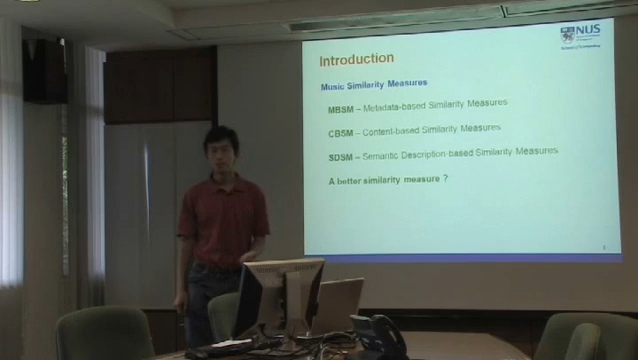 NUS
Introduction
Music Similarity Measures
MBSM – Metadata-based Similarity Measures
CBSM – Content-based Similarity Measures
SDSM – Semantic Description-based Similarity Measures
A better similarity measure ?